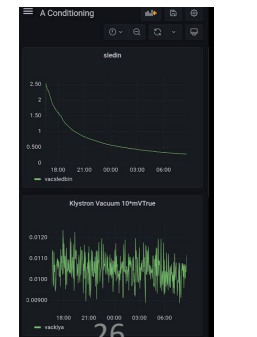 A Conditioning
sledin
2.50
2
1.50
1
0.500
0
18:00 21:00 00:00 03:00 06:00
vacsledbin
Klystron Vacuum 10^mVTrue
0.0120
0.0110
0.0100
0.00900
18:00 21:00 00:00 03:00 06:00
vacklya
26